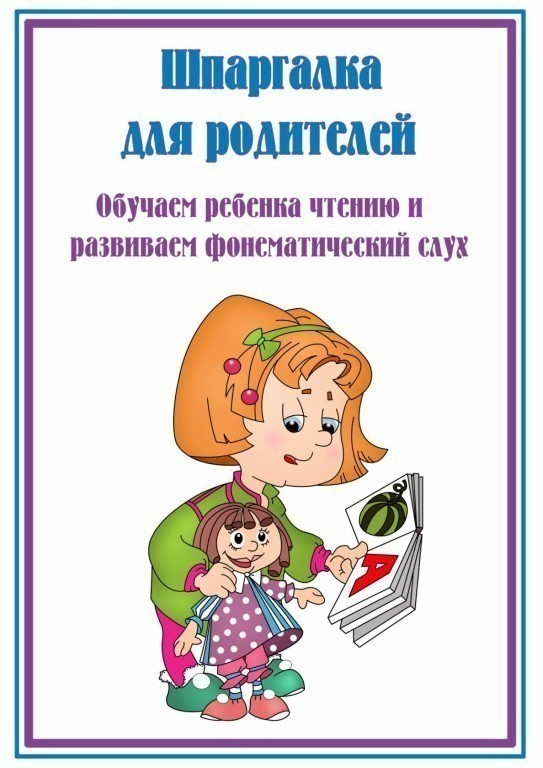 Шпаргалка
для родителей
Обучаем ребенка чтению и
развиваем фонематический слух
А